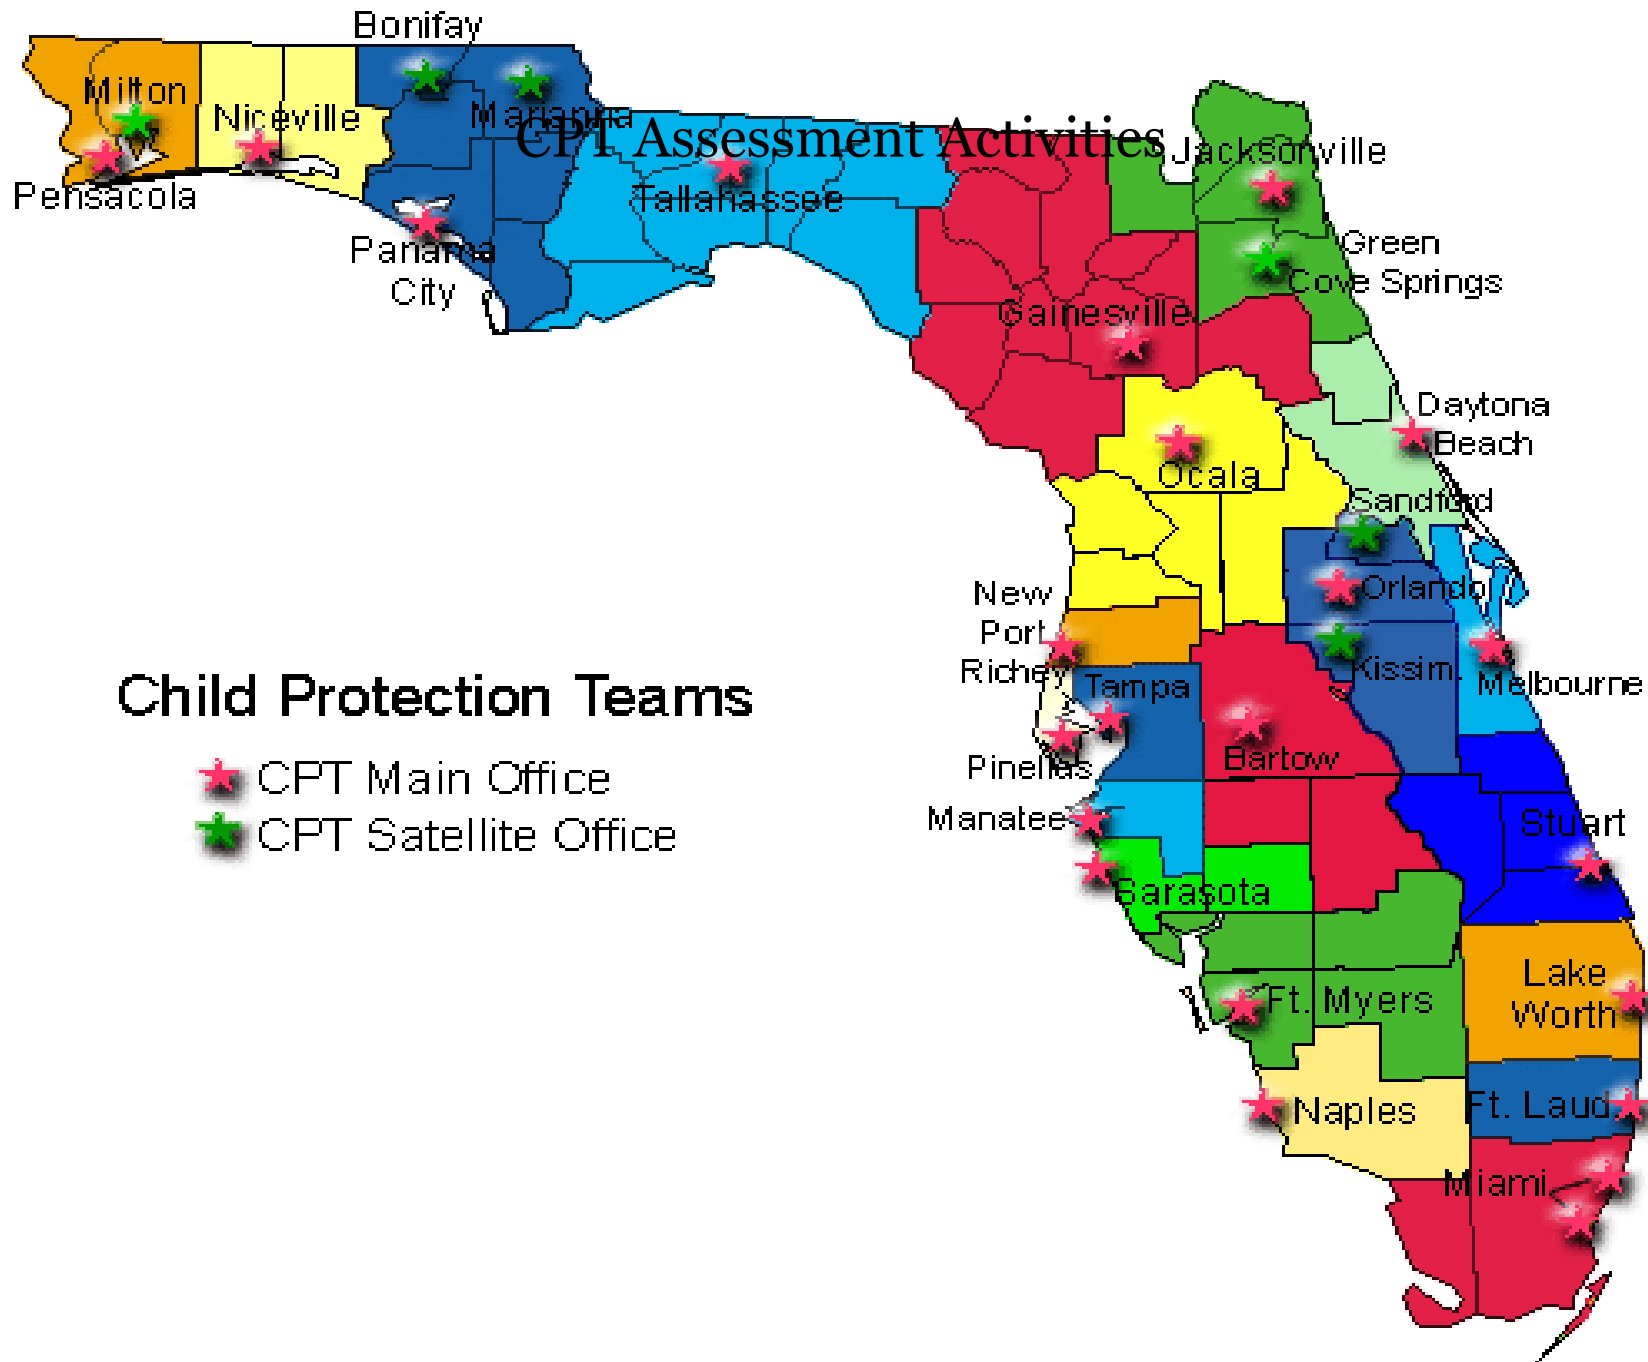 Bonifay
Milton
Niceville
Marianna
CPT Assessment Activities
Jacksonville
Pensacola
Tallahassee
Panama
City
Green
Cove Springs
Gainesville
Daytona
Beach
Ocala
Sandford
New
Port
Richey
Orlando
Kissim.
Melbourne
Tampa
Child Protection Teams
CPT Main Office
CPT Satellite Office
Pinellas
Bartow
Manatee
Stuart
Sarasota
Lake
Worth
Ft. Myers
Naples
Ft. Laud.
Miami